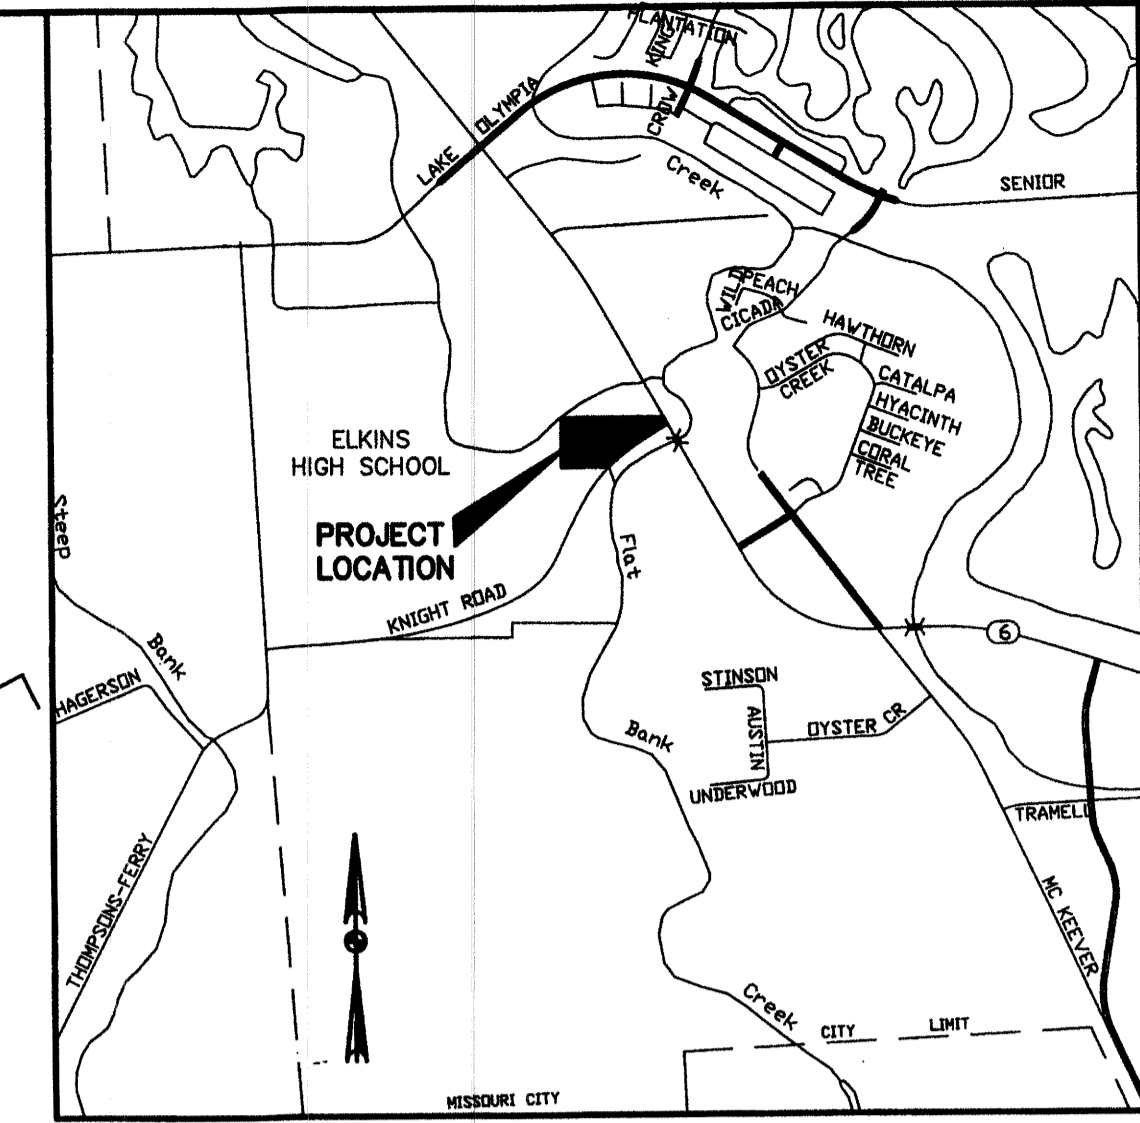 PLANTATION
KING
CROW
LAKE OLYMPIA
Creek
SENIOR
WILD
PEACH
CICADA
HAWTHORN
OYSTER
CREEK
CATALPA
HYACINTH
BUCKEYE
CORAL
TREE
ELKINS
HIGH SCHOOL
PROJECT
LOCATION
Steep
Bank
Flat
KNIGHT ROAD
6
HAGERSON
STINSON
AUSTIN
OYSTER CR
UNDERWOOD
Bank
TRAMELL
THOMPSONS-FERRY
MC KEEVER
Creek
CITY LIMIT
MISSOURI CITY